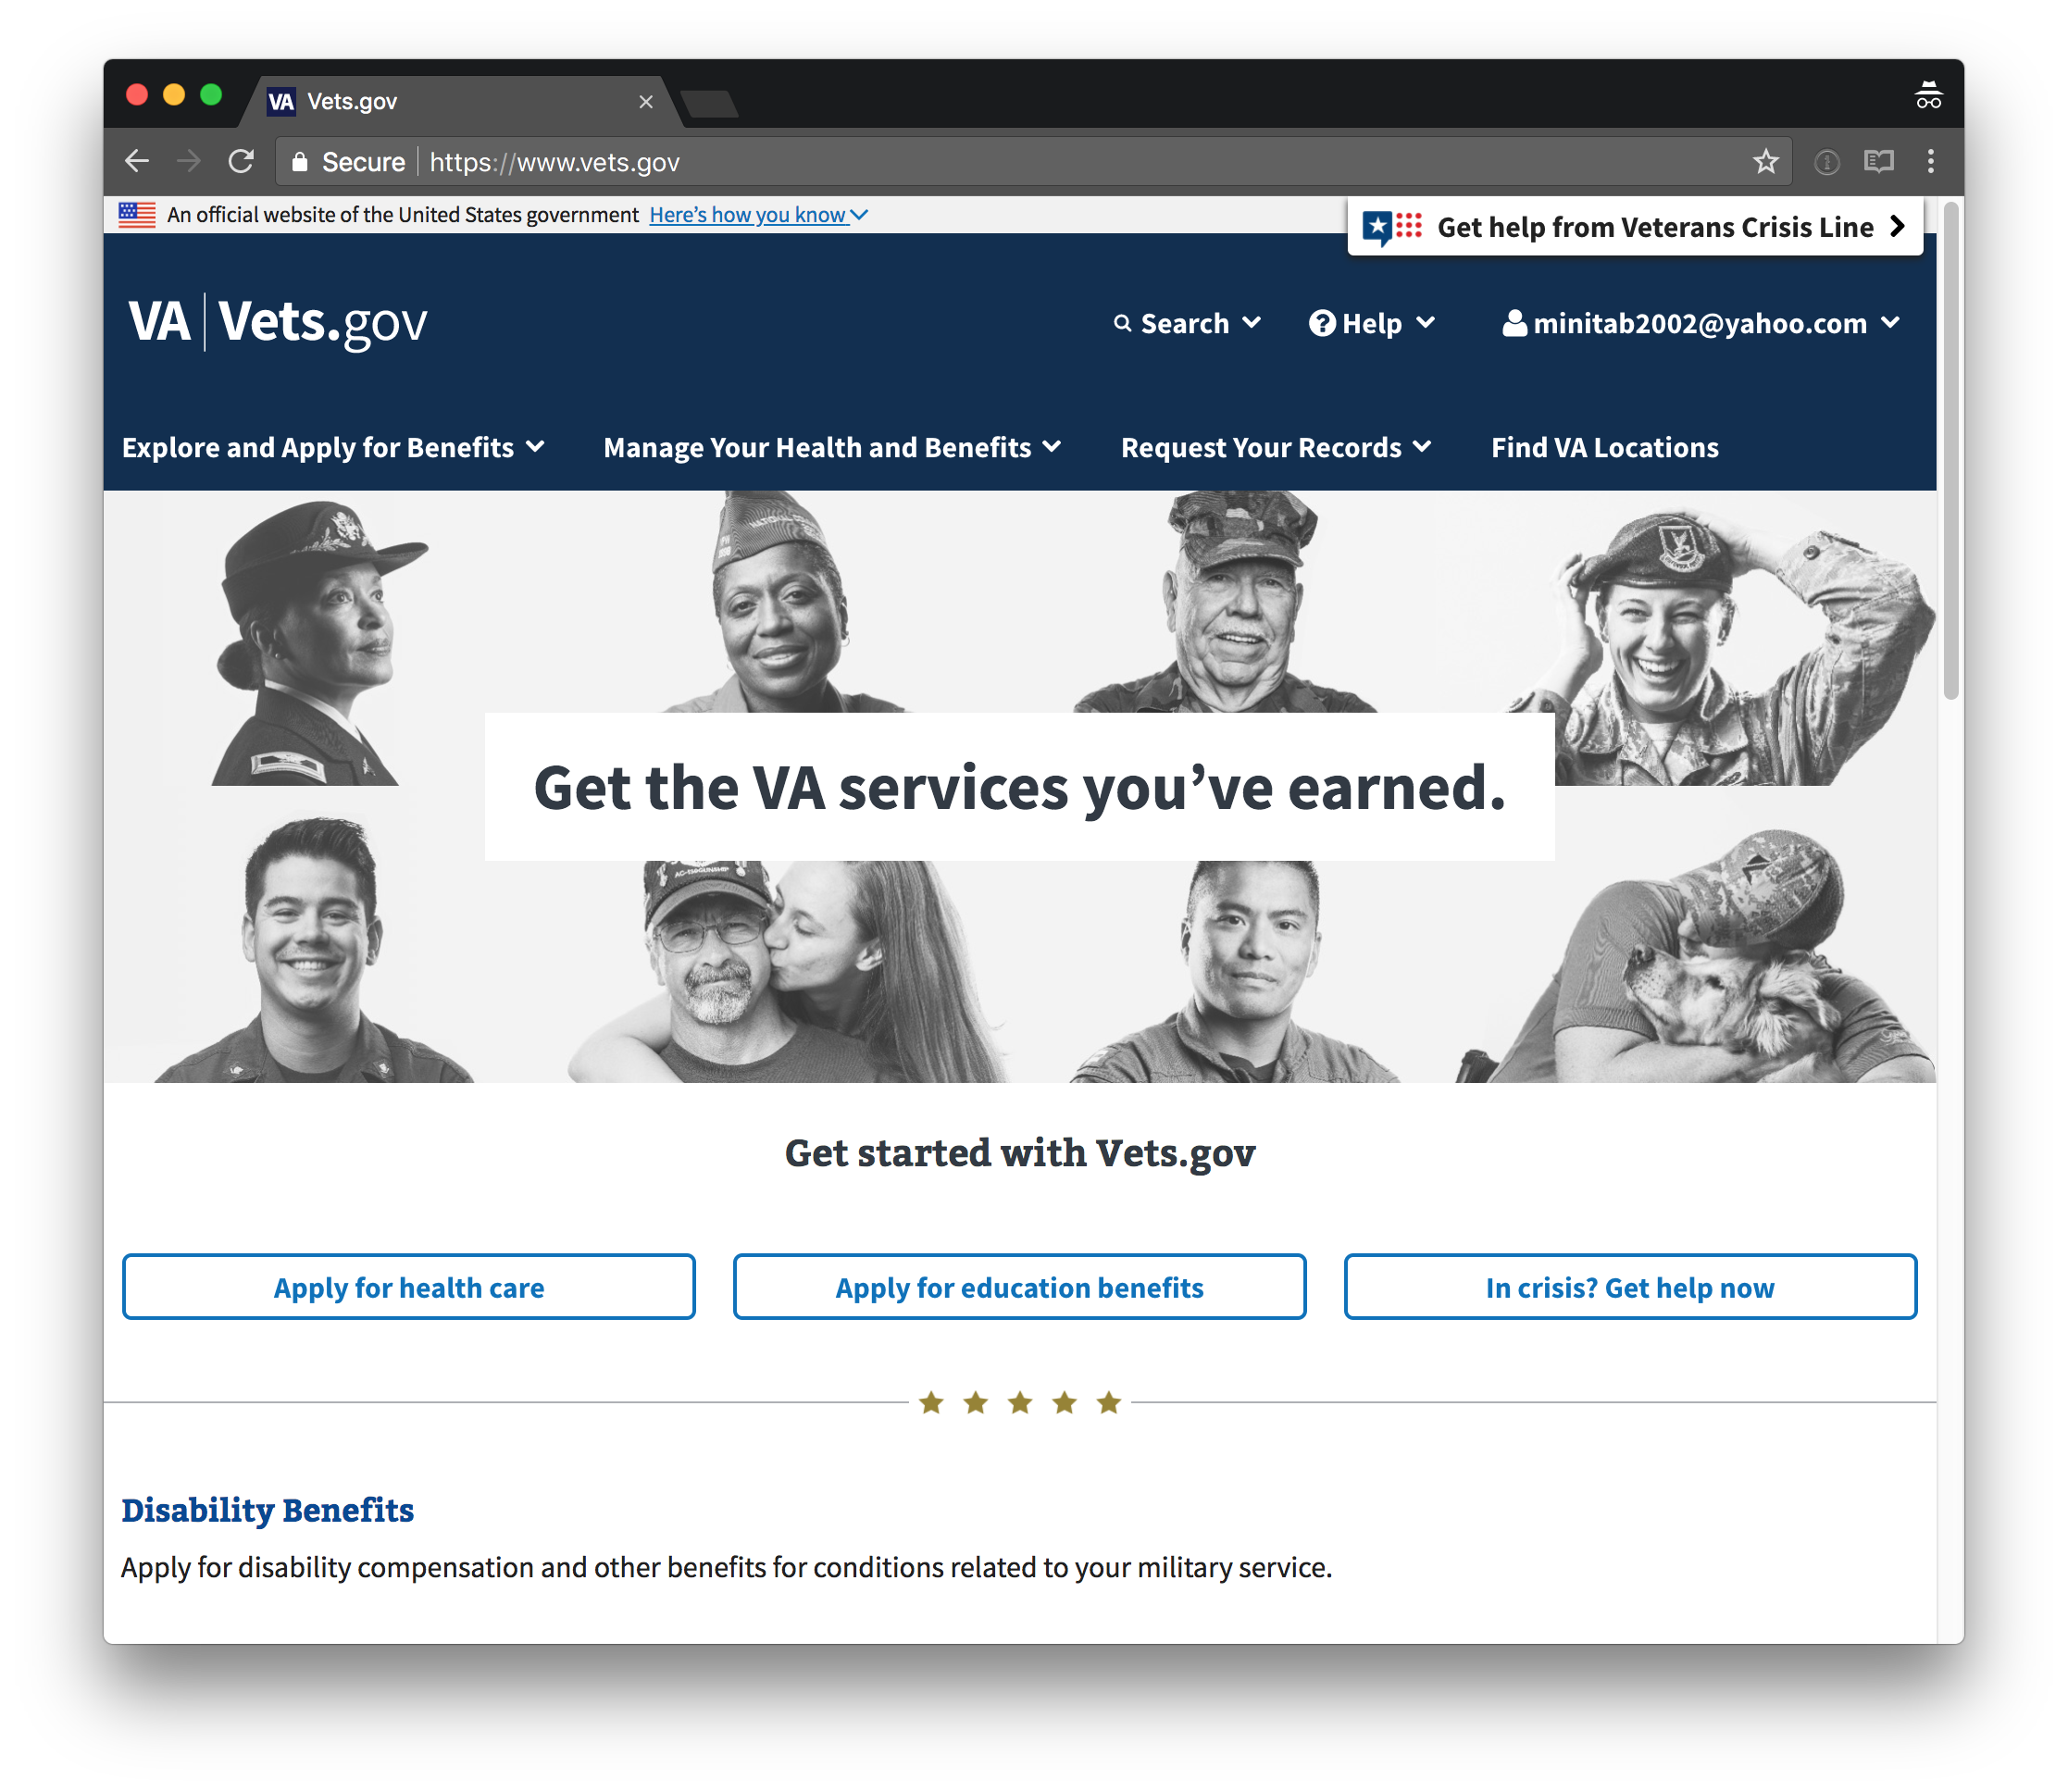 VA Vets.gov
Secure https://www.vets.gov
An official website of the United States government Here's how you know
Get help from Veterans Crisis Line
VA Vets.gov
Search Help minitab2002@yahoo.com
Explore and Apply for Benefits Manage Your Health and Benefits Request Your Records Find VA Locations
Get the VA services you’ve earned.
Get started with Vets.gov
Apply for health care Apply for education benefits In crisis? Get help now
Disability Benefits
Apply for disability compensation and other benefits for conditions related to your military service.